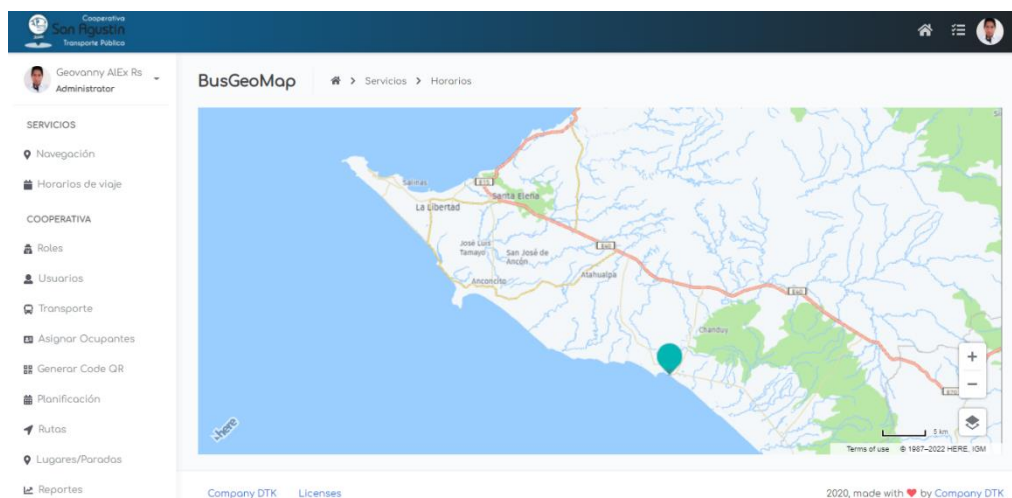 Cooperativa
San Agustín
Transporte Público
Geovanny AlEx Rs
Administrator
BusGeoMap
Servicios > Horarios
SERVICIOS
Navegación
Horarios de viaje
COOPERATIVA
Roles
Usuarios
Transporte
Asignar Ocupantes
Generar Code QR
Planificación
Rutas
Lugares/Paradas
Reportes
Salinas
Santa Elena
La Libertad
José Luis
Tamayo
San José de
Ancón
E40
Anconcito
Atahualpa
E40
Chanduy
5 km
here
Terms of use © 1987–2022 HERE, IGM
Company DTK Licenses
2020, made with ❤ by Company DTK